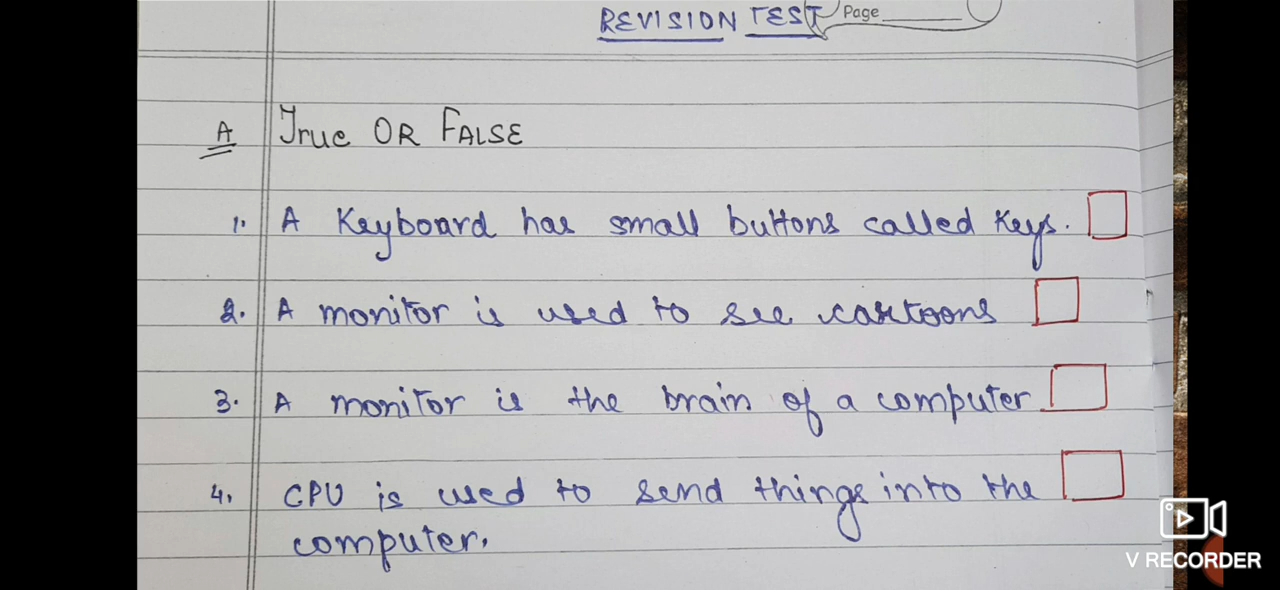 REVISION TEST Page
A True OR FALSE
1. A Keyboard has small buttons called Keys.
2. A monitor is used to see cartoons
3. A monitor is the brain of a computer
4. CPU is used to send things into the
computer.
V RECORDER